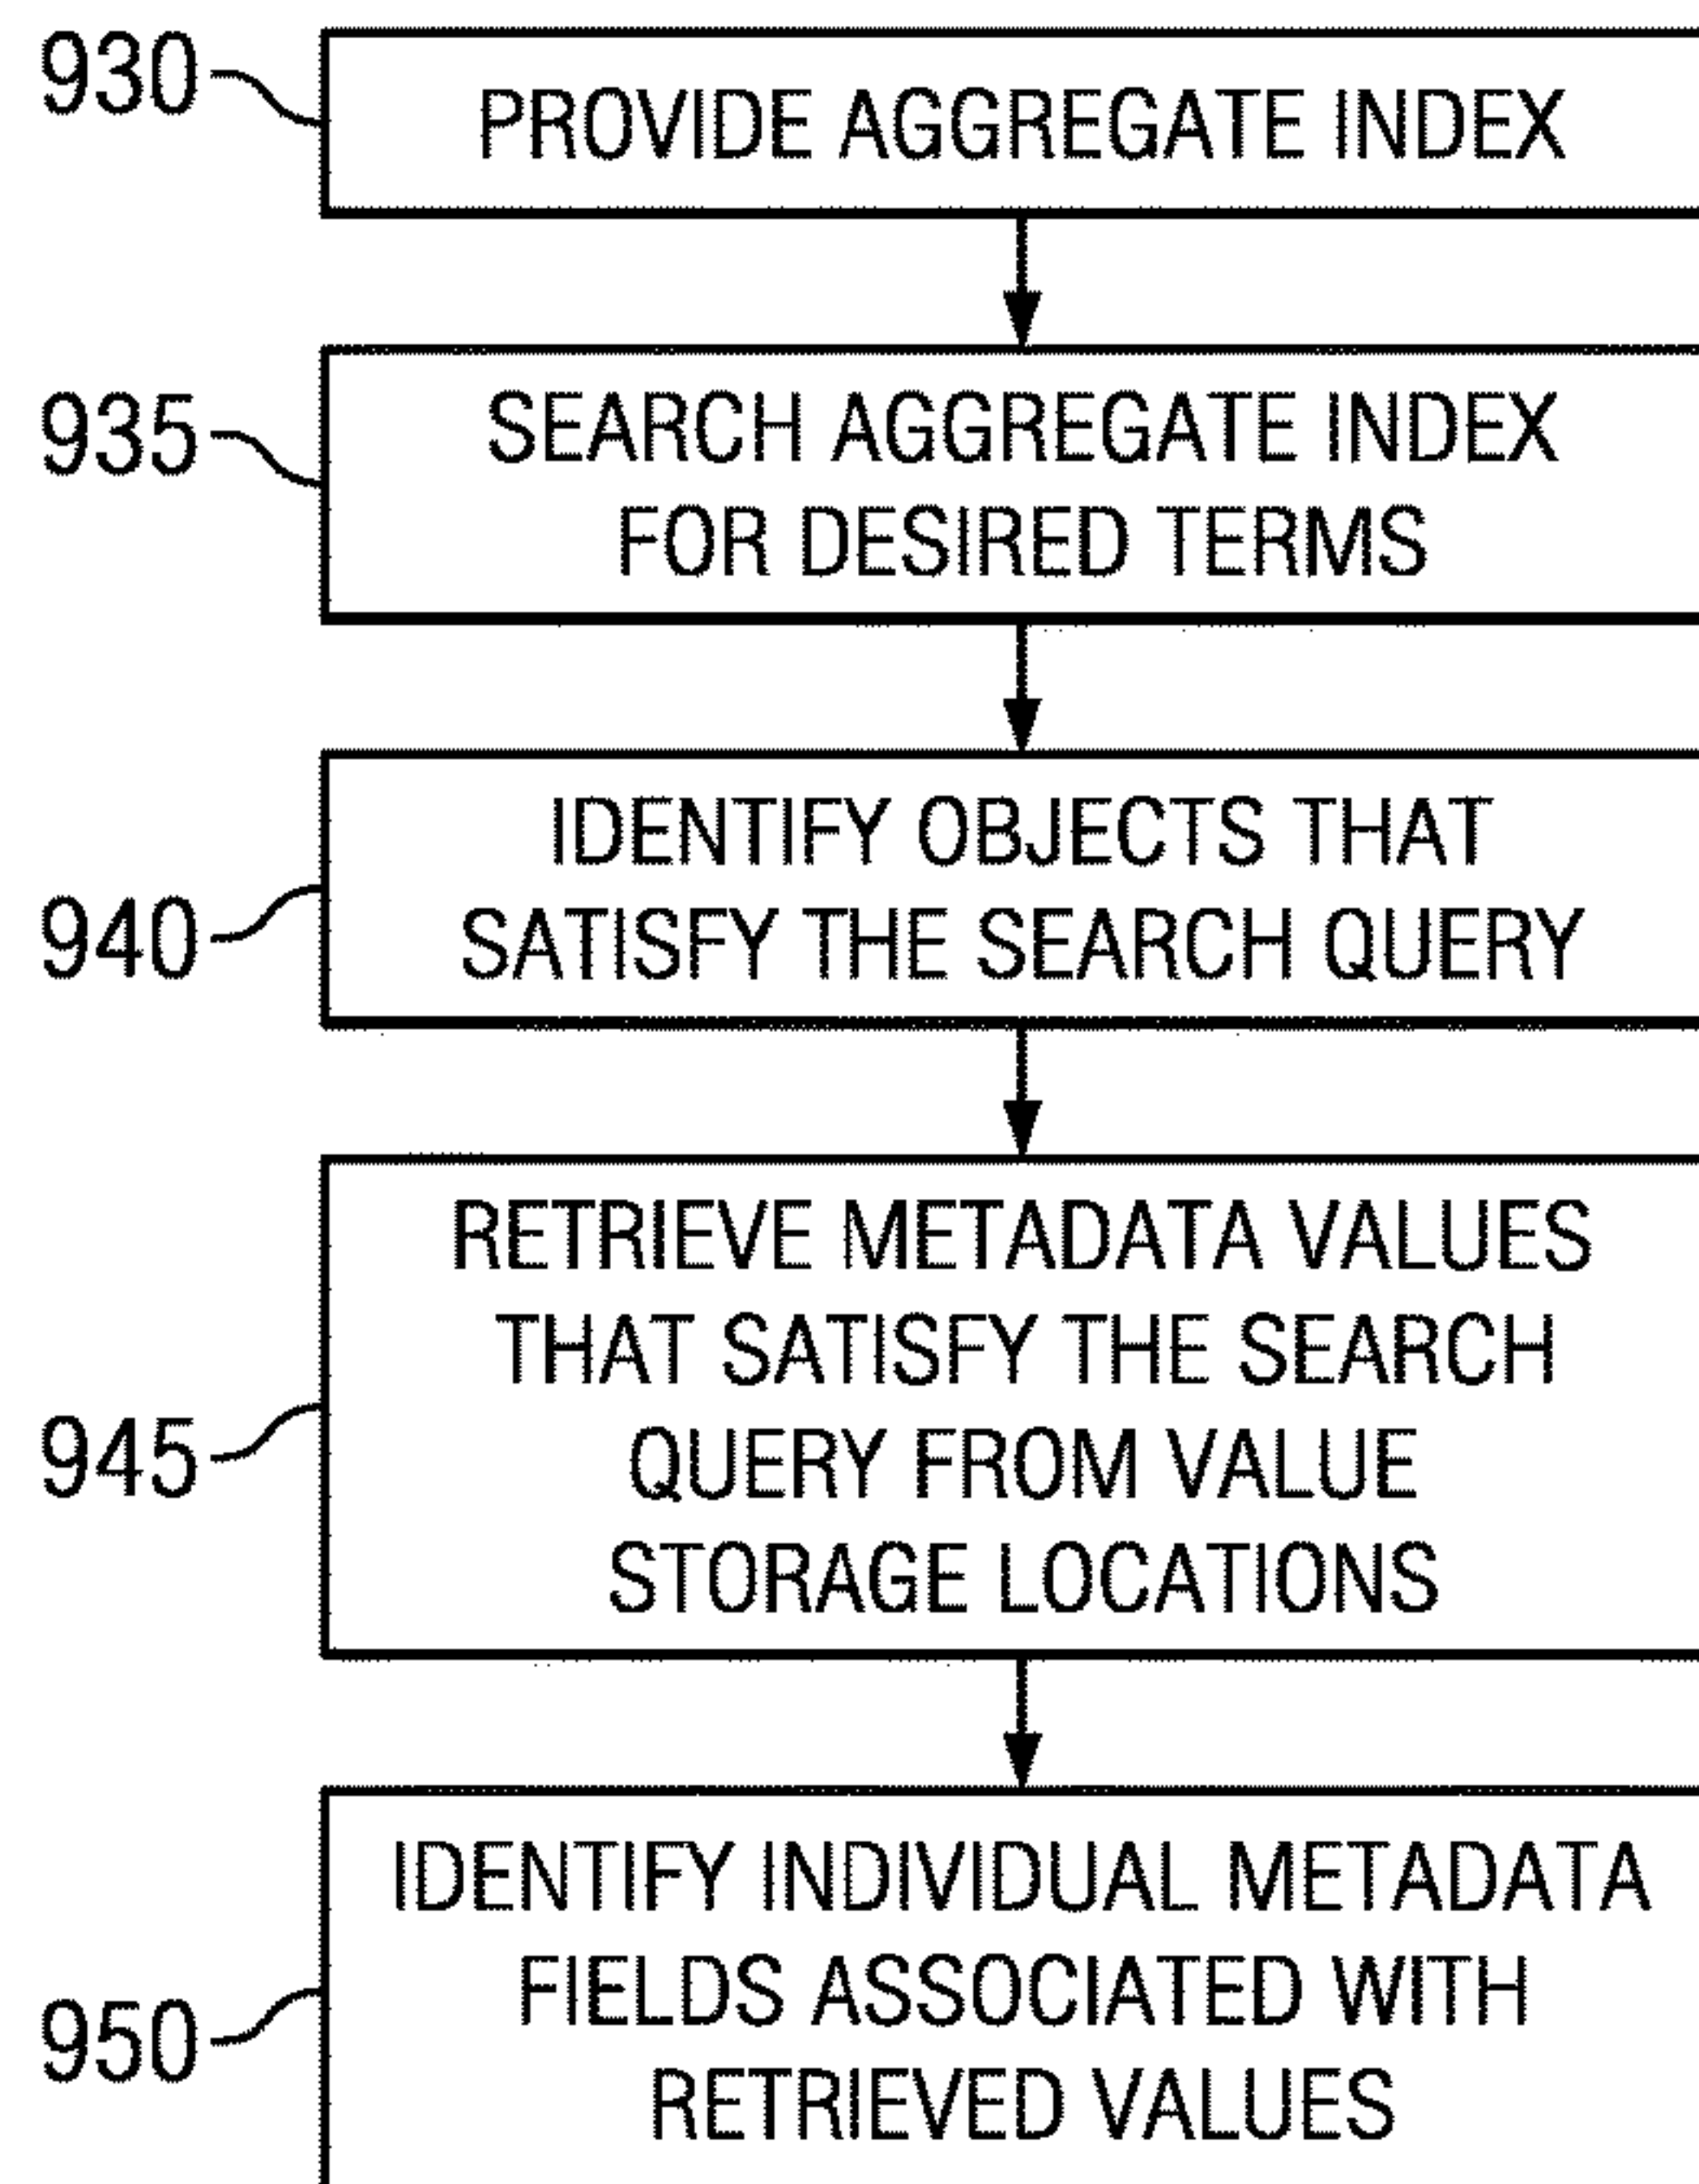 930
PROVIDE AGGREGATE INDEX
935
SEARCH AGGREGATE INDEX
FOR DESIRED TERMS
940
IDENTIFY OBJECTS THAT
SATISFY THE SEARCH QUERY
945
RETRIEVE METADATA VALUES
THAT SATISFY THE SEARCH
QUERY FROM VALUE
STORAGE LOCATIONS
950
IDENTIFY INDIVIDUAL METADATA
FIELDS ASSOCIATED WITH
RETRIEVED VALUES